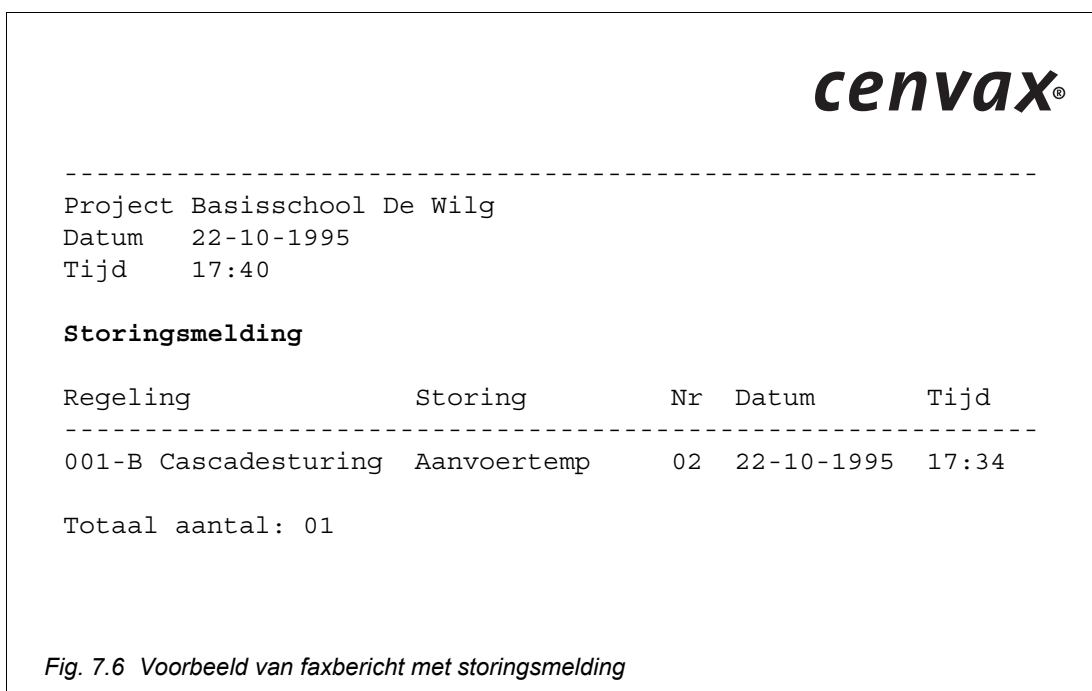 cenvax®
-------------------------------------------------------------
Project Basisschool De Wilg
Datum 22-10-1995
Tijd 17:40
Storingsmelding
Regeling Storing Nr Datum Tijd
-------------------------------------------------------------
001-B Cascadesturing Aanvoertemp 02 22-10-1995 17:34
Totaal aantal: 01
Fig. 7.6 Voorbeeld van faxbericht met storingsmelding